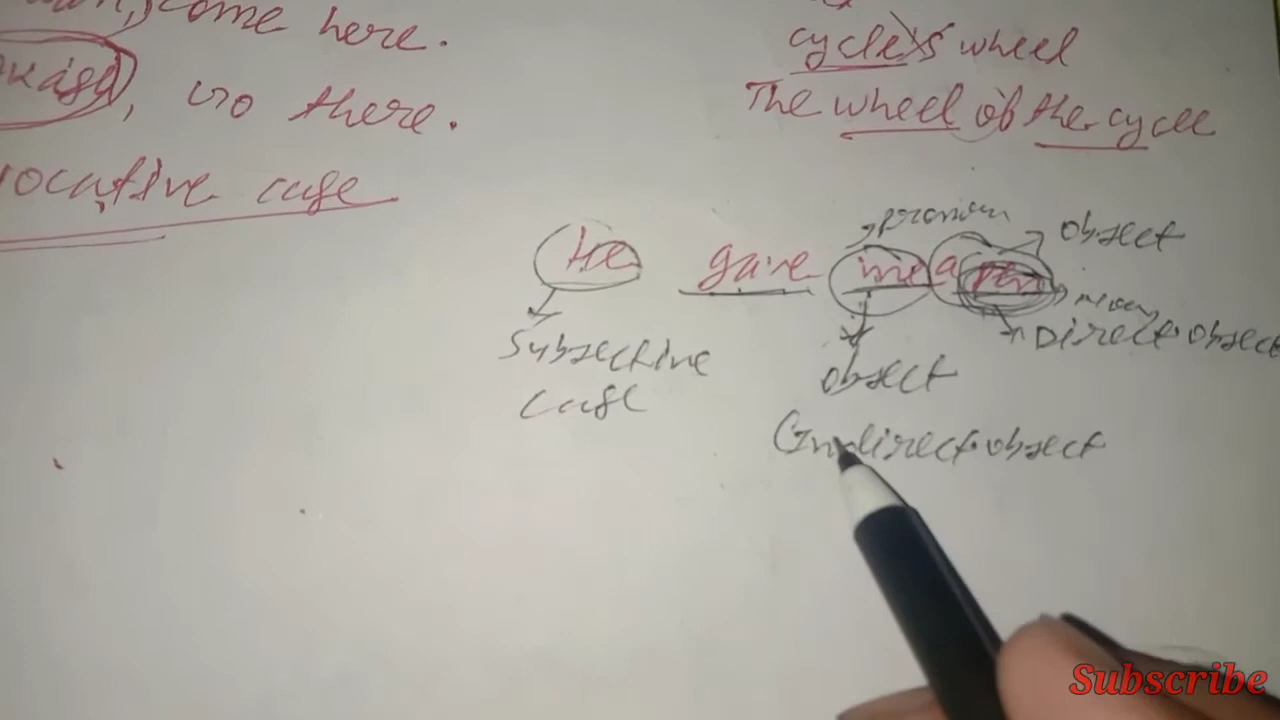 come here.
, Go there.
vocative case
cycle's wheel
The wheel of the cycle
pronoun
object
He gave me a pen
noun
Direct object
Subjective
case
object
(Indirect object
Subscribe